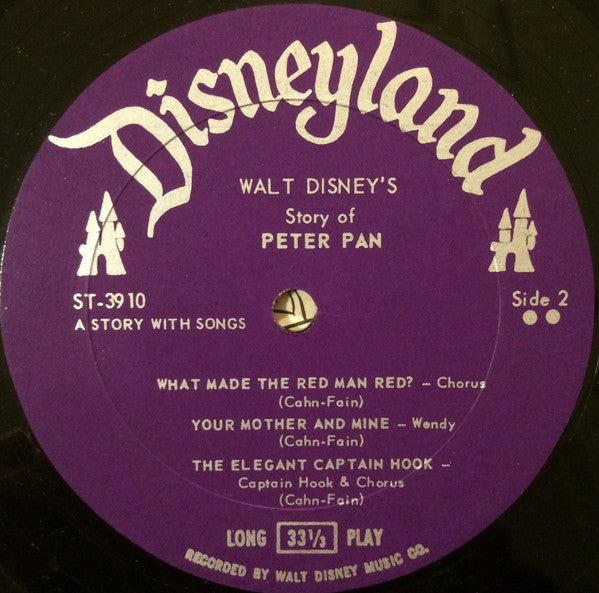 Disneyland
WALT DISNEY'S
Story of
PETER PAN
ST-3910
Side 2
A STORY WITH SONGS
WHAT MADE THE RED MAN RED? – Chorus
(Cahn-Fain)
YOUR MOTHER AND MINE – Wendy
(Cahn-Fain)
THE ELEGANT CAPTAIN HOOK –
Captain Hook & Chorus
(Cahn-Fain)
LONG 33⅓ PLAY
RECORDED BY WALT DISNEY MUSIC CO.